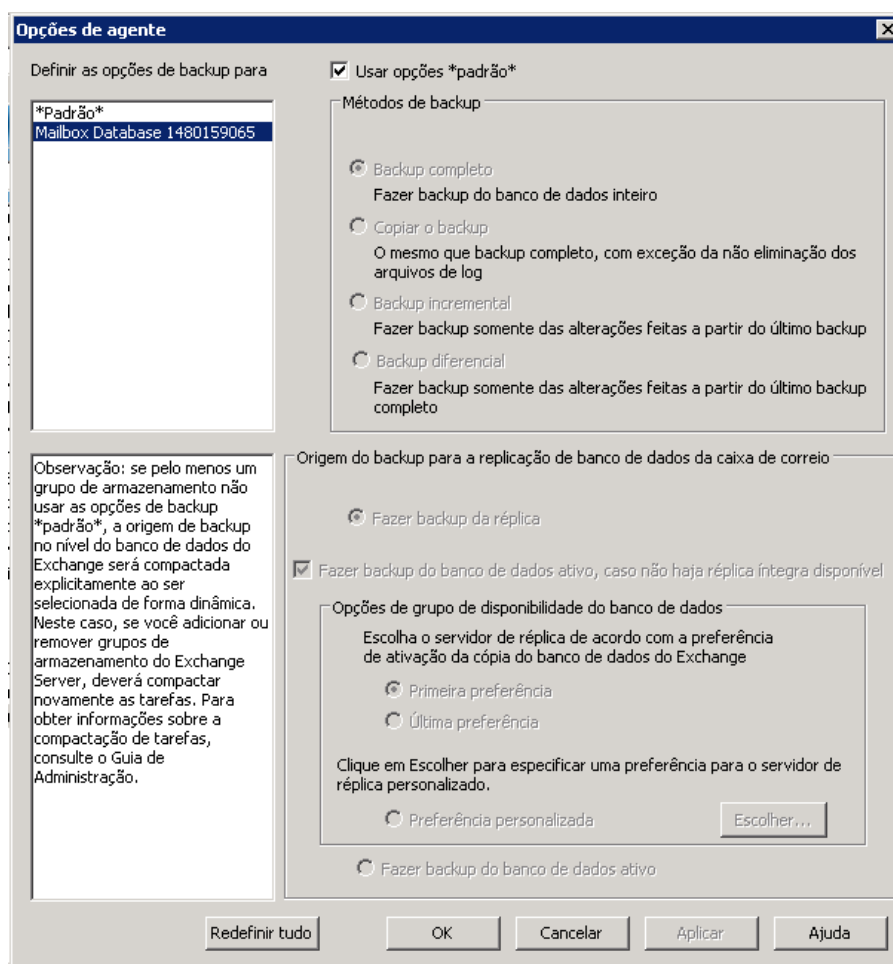 Opções de agente
Definir as opções de backup para
Usar opções *padrão*
*Padrão*
Mailbox Database 1480159065
Métodos de backup
Backup completo
Fazer backup do banco de dados inteiro
Copiar o backup
O mesmo que backup completo, com exceção da não eliminação dos
arquivos de log
Backup incremental
Fazer backup somente das alterações feitas a partir do último backup
Backup diferencial
Fazer backup somente das alterações feitas a partir do último backup
completo
Observação: se pelo menos um
grupo de armazenamento não
usar as opções de backup
*padrão*, a origem de backup
no nível do banco de dados do
Exchange será compactada
explicitamente ao ser
selecionada de forma dinâmica.
Neste caso, se você adicionar ou
remover grupos de
armazenamento do Exchange
Server, deverá compactar
novamente as tarefas. Para
obter informações sobre a
compactação de tarefas,
consulte o Guia de
Administração.
Origem do backup para a replicação de banco de dados da caixa de correio
Fazer backup da réplica
Fazer backup do banco de dados ativo, caso não haja réplica íntegra disponível
Opções de grupo de disponibilidade do banco de dados
Escolha o servidor de réplica de acordo com a preferência
de ativação da cópia do banco de dados do Exchange
Primeira preferência
Última preferência
Clique em Escolher para especificar uma preferência para o servidor de
réplica personalizado.
Preferência personalizada
Escolher...
Fazer backup do banco de dados ativo
Redefinir tudo
OK
Cancelar
Aplicar
Ajuda